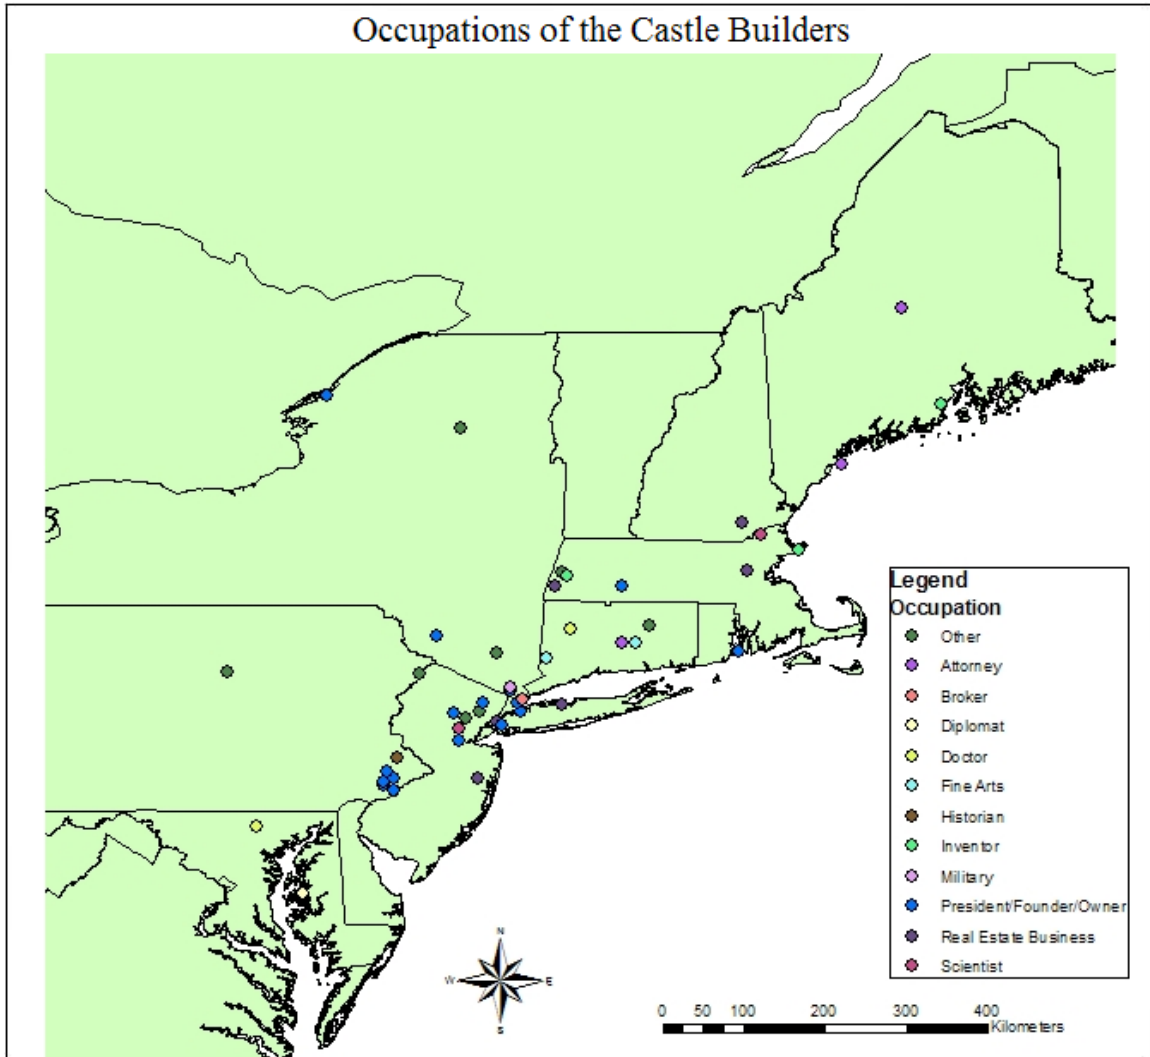 Occupations of the Castle Builders
Legend
Occupation
Other
Attorney
Broker
Diplomat
Doctor
Fine Arts
Historian
Inventor
Military
President/Founder/Owner
Real Estate Business
Scientist
N
W E
S
0 50 100 200 300 400
Kilometers